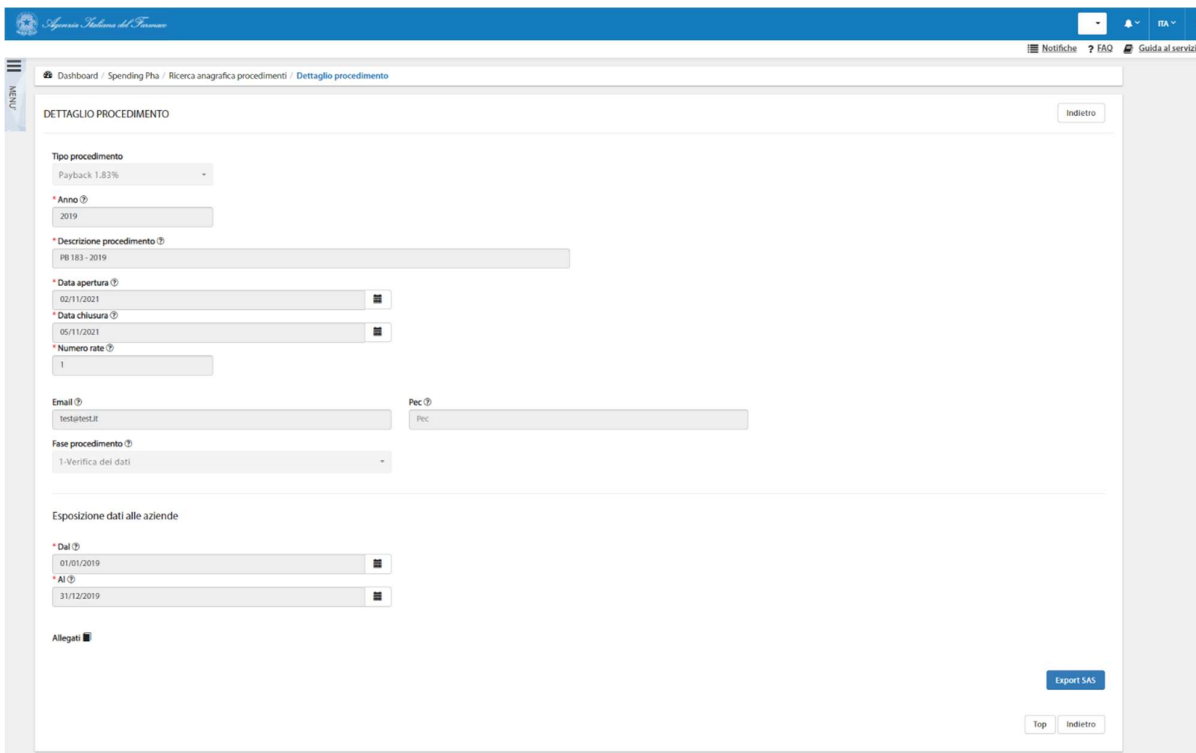 Agenzia Italiana del Farmaco
ITA
Notifiche ? FAQ Guida al servizi
MENU'
Dashboard / Spending Pha / Ricerca anagrafica procedimenti / Dettaglio procedimento
DETTAGLIO PROCEDIMENTO
Indietro
Tipo procedimento
Payback 1.83%
* Anno ?
2019
* Descrizione procedimento ?
PB 183 - 2019
* Data apertura ?
02/11/2021
* Data chiusura ?
05/11/2021
* Numero rate ?
1
Email ? Pec ?
test@test.it Pec
Fase procedimento ?
1-Verifica dei dati
Esposizione dati alle aziende
* Dal ?
01/01/2019
* Al ?
31/12/2019
Allegati
Export SAS
Top Indietro